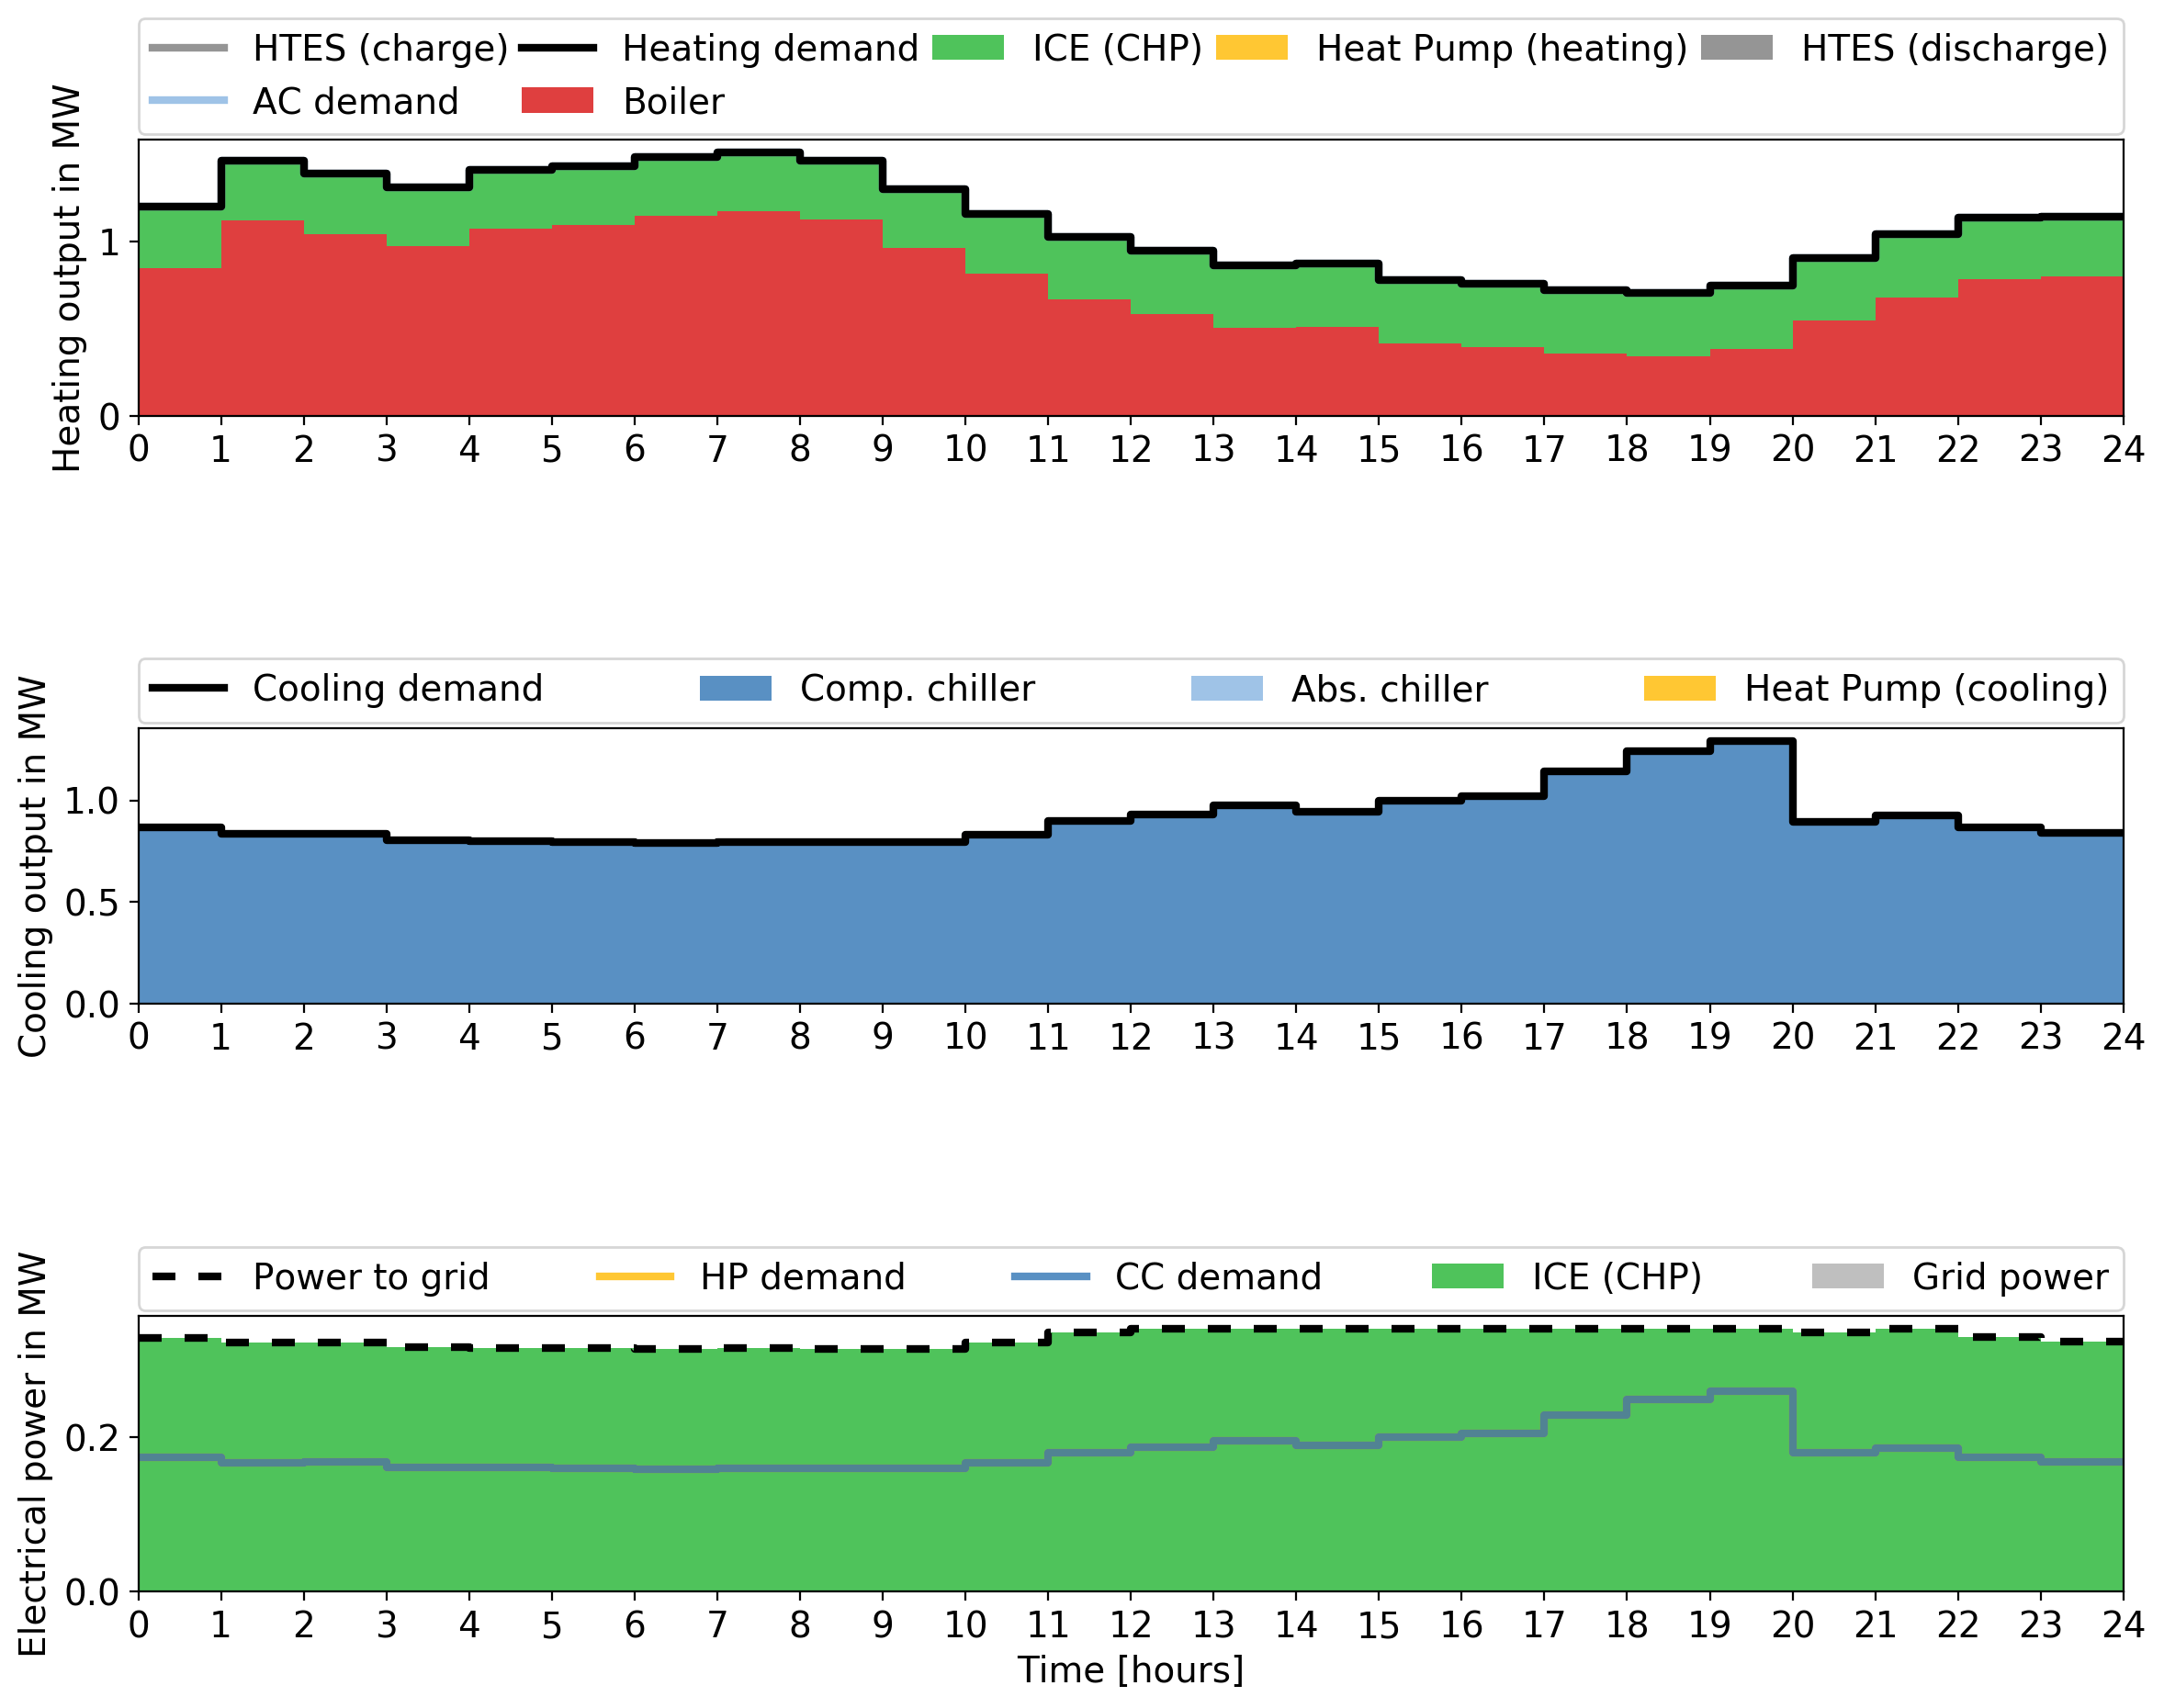 HTES (charge) Heating demand ICE (CHP) Heat Pump (heating) HTES (discharge)
AC demand Boiler
Heating output in MW
1
0
0 1 2 3 4 5 6 7 8 9 10 11 12 13 14 15 16 17 18 19 20 21 22 23 24
Cooling demand Comp. chiller Abs. chiller Heat Pump (cooling)
Cooling output in MW
1.0
0.5
0.0
0 1 2 3 4 5 6 7 8 9 10 11 12 13 14 15 16 17 18 19 20 21 22 23 24
Power to grid HP demand CC demand ICE (CHP) Grid power
Electrical power in MW
0.2
0.0
0 1 2 3 4 5 6 7 8 9 10 11 12 13 14 15 16 17 18 19 20 21 22 23 24
Time [hours]